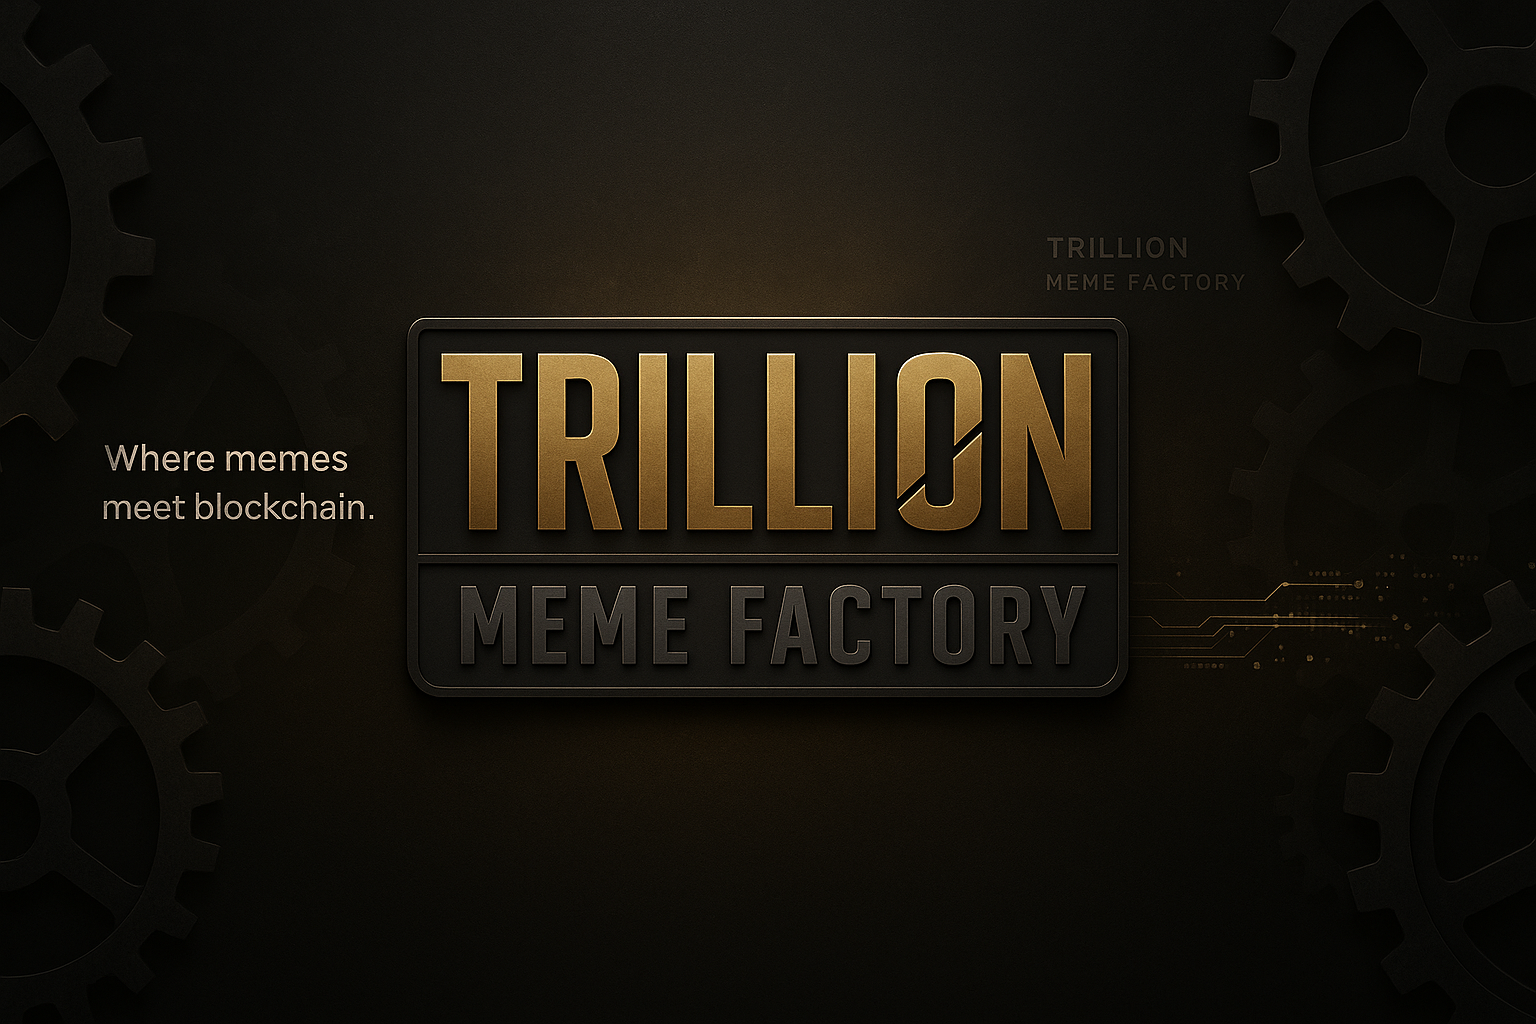 TRILLION
MEME FACTORY
Where memes
meet blockchain.
TRILLION
MEME FACTORY